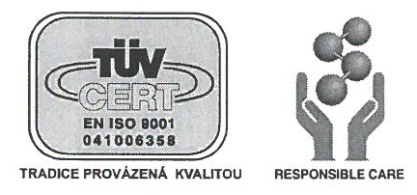 TÜV
CERT
EN ISO 9001
041006358
TRADICE PROVÁZENÁ KVALITOU
RESPONSIBLE CARE